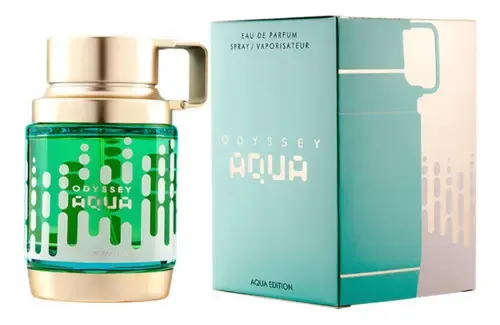 ODYSSEY
AQUA
EAU DE PARFUM
SPRAY / VAPORISATEUR
ODYSSEY
AQUA
AQUA EDITION